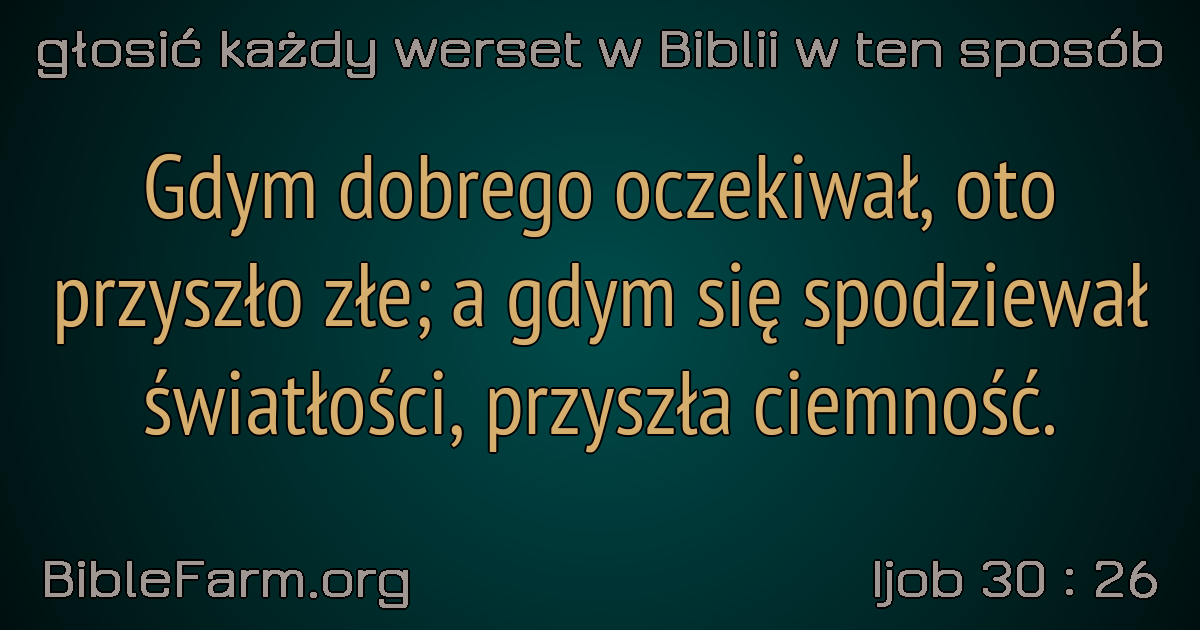 głosić każdy werset w Biblii w ten sposób
Gdym dobrego oczekiwał, oto
przyszło złe; a gdym się spodziewał
światłości, przyszła ciemność.
BibleFarm.org
Ijob 30 : 26